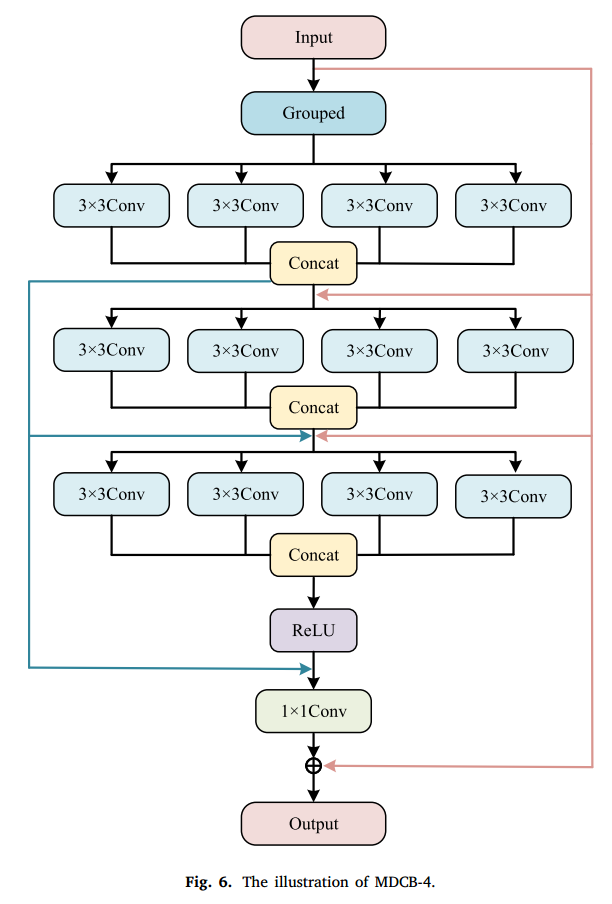 Input
Grouped
3×3Conv 3×3Conv 3×3Conv 3×3Conv
Concat
3×3Conv 3×3Conv 3×3Conv 3×3Conv
Concat
3×3Conv 3×3Conv 3×3Conv 3×3Conv
Concat
ReLU
1×1Conv
Output
Fig. 6. The illustration of MDCB-4.